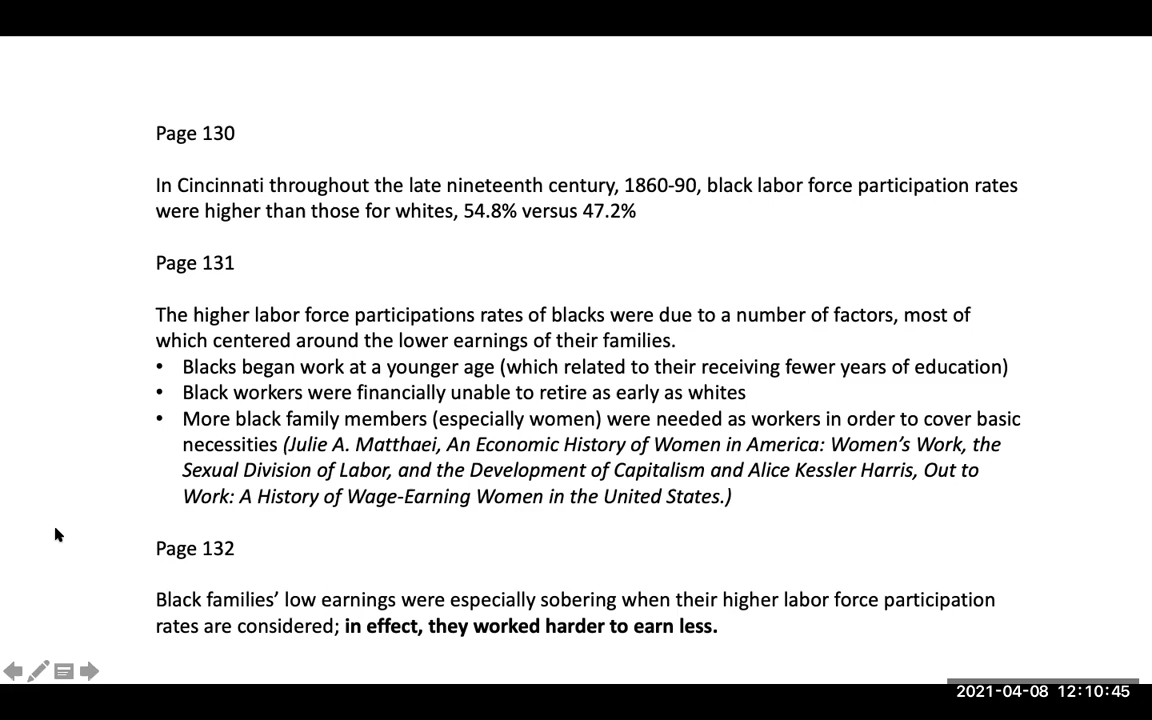 Page 130
In Cincinnati throughout the late nineteenth century, 1860-90, black labor force participation rates
were higher than those for whites, 54.8% versus 47.2%
Page 131
The higher labor force participations rates of blacks were due to a number of factors, most of
which centered around the lower earnings of their families.
• Blacks began work at a younger age (which related to their receiving fewer years of education)
• Black workers were financially unable to retire as early as whites
• More black family members (especially women) were needed as workers in order to cover basic
necessities (Julie A. Matthaei, An Economic History of Women in America: Women’s Work, the
Sexual Division of Labor, and the Development of Capitalism and Alice Kessler Harris, Out to
Work: A History of Wage-Earning Women in the United States.)
Page 132
Black families’ low earnings were especially sobering when their higher labor force participation
rates are considered; in effect, they worked harder to earn less.
2021-04-08 12:10:45